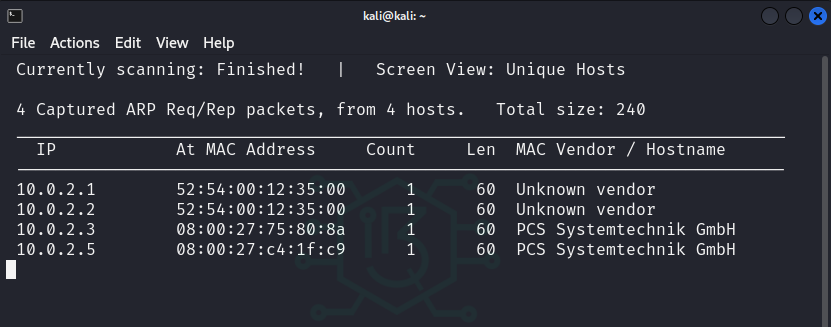 kali@kali: ~
File Actions Edit View Help
Currently scanning: Finished! | Screen View: Unique Hosts
4 Captured ARP Req/Rep packets, from 4 hosts. Total size: 240
IP At MAC Address Count Len MAC Vendor / Hostname
10.0.2.1 52:54:00:12:35:00 1 60 Unknown vendor
10.0.2.2 52:54:00:12:35:00 1 60 Unknown vendor
10.0.2.3 08:00:27:75:80:8a 1 60 PCS Systemtechnik GmbH
10.0.2.5 08:00:27:c4:1f:c9 1 60 PCS Systemtechnik GmbH